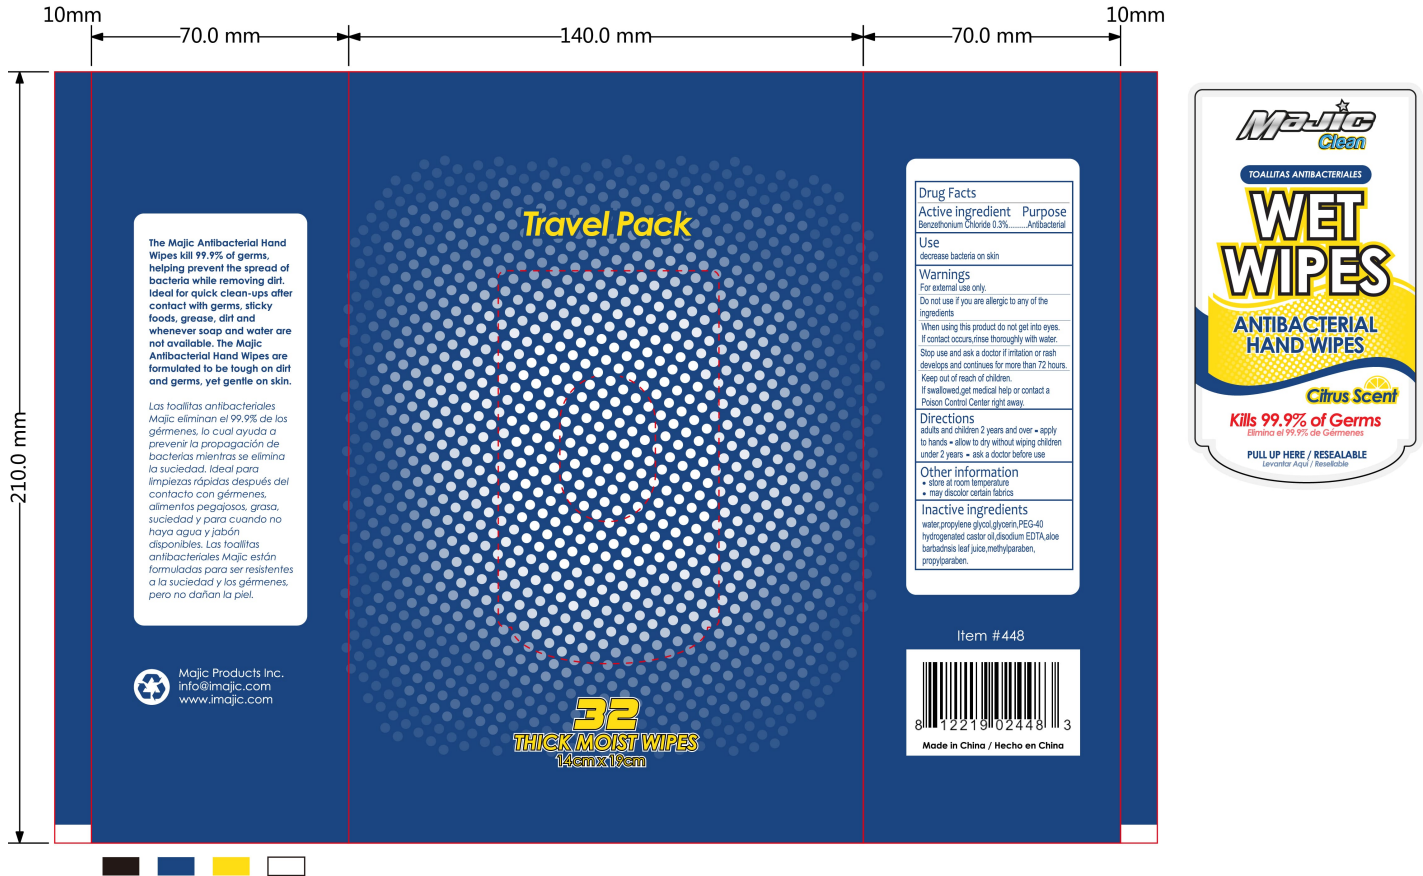 10mm
70.0 mm
140.0 mm
70.0 mm
10mm
210.0 mm
The Majic Antibacterial Hand
Wipes kill 99.9% of germs,
helping prevent the spread of
bacteria while removing dirt.
Ideal for quick clean-ups after
contact with germs, sticky
foods, grease, dirt and
whenever soap and water are
not available. The Majic
Antibacterial Hand Wipes are
formulated to be tough on dirt
and germs, yet gentle on skin.
Las toallitas antibacteriales
Majic eliminan el 99.9% de los
gérmenes, lo cual ayuda a
prevenir la propagación de
bacterias mientras se elimina
la suciedad. Ideal para
limpiezas rápidas después del
contacto con gérmenes,
alimentos pegajosos, grasa,
suciedad y para cuando no
haya agua y jabón
disponibles. Las toallitas
antibacteriales Majic están
formuladas para ser resistentes
a la suciedad y los gérmenes,
pero no dañan la piel.
Majic Products Inc.
info@imajic.com
www.imajic.com
Travel Pack
32
THICK MOIST WIPES
14cm x 19cm
Drug Facts
Active ingredient Purpose
Benzethonium Chloride 0.3%..........Antibacterial
Use
decrease bacteria on skin
Warnings
For external use only.
Do not use if you are allergic to any of the
ingredients
When using this product do not get into eyes.
If contact occurs,rinse thoroughly with water.
Stop use and ask a doctor if irritation or rash
develops and continues for more than 72 hours.
Keep out of reach of children.
If swallowed,get medical help or contact a
Poison Control Center right away.
Directions
adults and children 2 years and over • apply
to hands • allow to dry without wiping children
under 2 years • ask a doctor before use
Other information
• store at room temperature
• may discolor certain fabrics
Inactive ingredients
water,propylene glycol,glycerin,PEG-40
hydrogenated castor oil,disodium EDTA,aloe
barbadnsis leaf juice,methylparaben,
propylparaben.
Item #448
8 12219 02448 3
Made in China / Hecho en China
Majic
Clean
TOALLITAS ANTIBACTERIALES
WET
WIPES
ANTIBACTERIAL
HAND WIPES
Citrus Scent
Kills 99.9% of Germs
Elimina el 99.9% de Gérmenes
PULL UP HERE / RESEALABLE
Levantar Aquí / Resellable